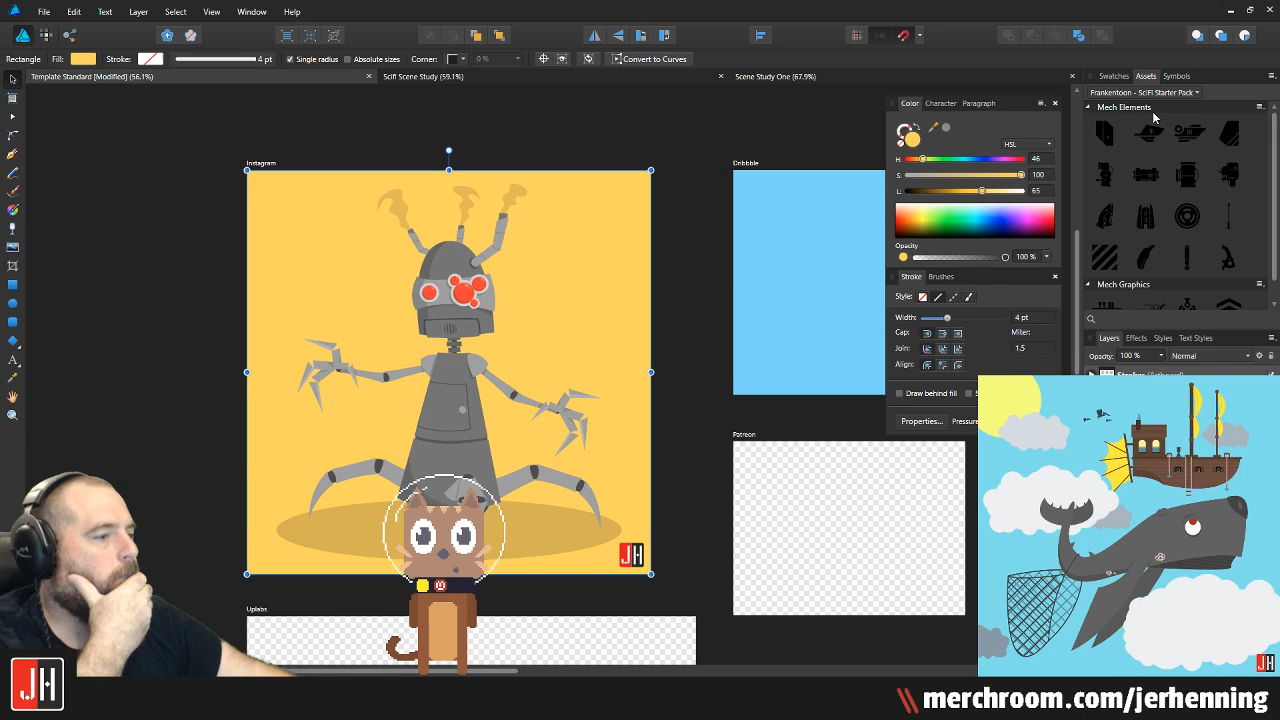 File Edit Text Layer Select View Window Help
Rectangle Fill: Stroke: 4 pt Single radius Absolute sizes Corner: 0 % Convert to Curves
Template Standard [Modified] (56.1%) Scifi Scene Study (59.1%) Scene Study One (67.9%)
Swatches Assets Symbols
Frankentoon - SciFi Starter Pack
Mech Elements
Color Character Paragraph
HSL
H: 46
S: 100
L: 65
Opacity
100 %
Stroke Brushes
Style:
Width: 4 pt
Cap: Miter:
Join: 1.5
Align:
Draw behind fill S
Properties... Pressure
Mech Graphics
Layers Effects Styles Text Styles
Opacity: 100 % Normal
Instagram
Dribbble
Patreon
Uplabs
JH
JH
JH
\\ merchroom.com/jerhenning